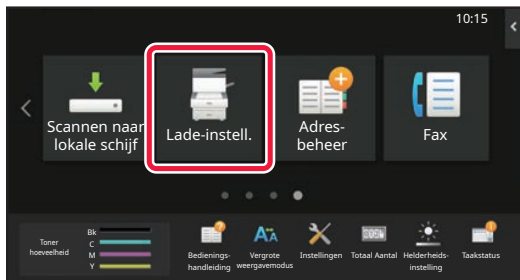 10:15
Scannen naar
lokale schijf
Lade-instell.
Adres-
beheer
Fax
Toner
hoeveelheid
Bk
C
M
Y
Bedienings-
handleiding
Vergrote
weergavemodus
Instellingen
Totaal Aantal
Helderheids-
instelling
Taakstatus